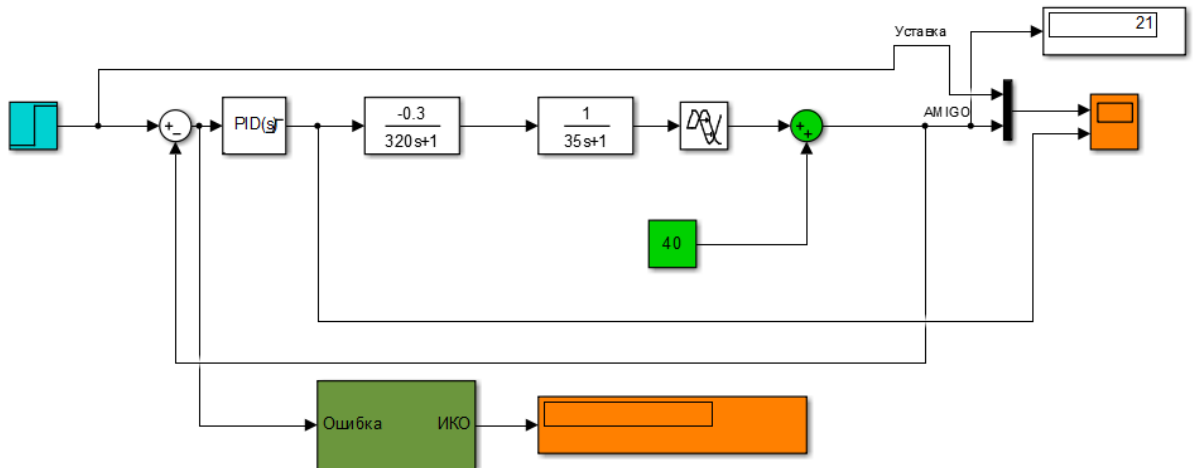 21
Уставка
AMIGO
PID(s)
-0.3
320s+1
1
35s+1
40
Ошибка
ИКО